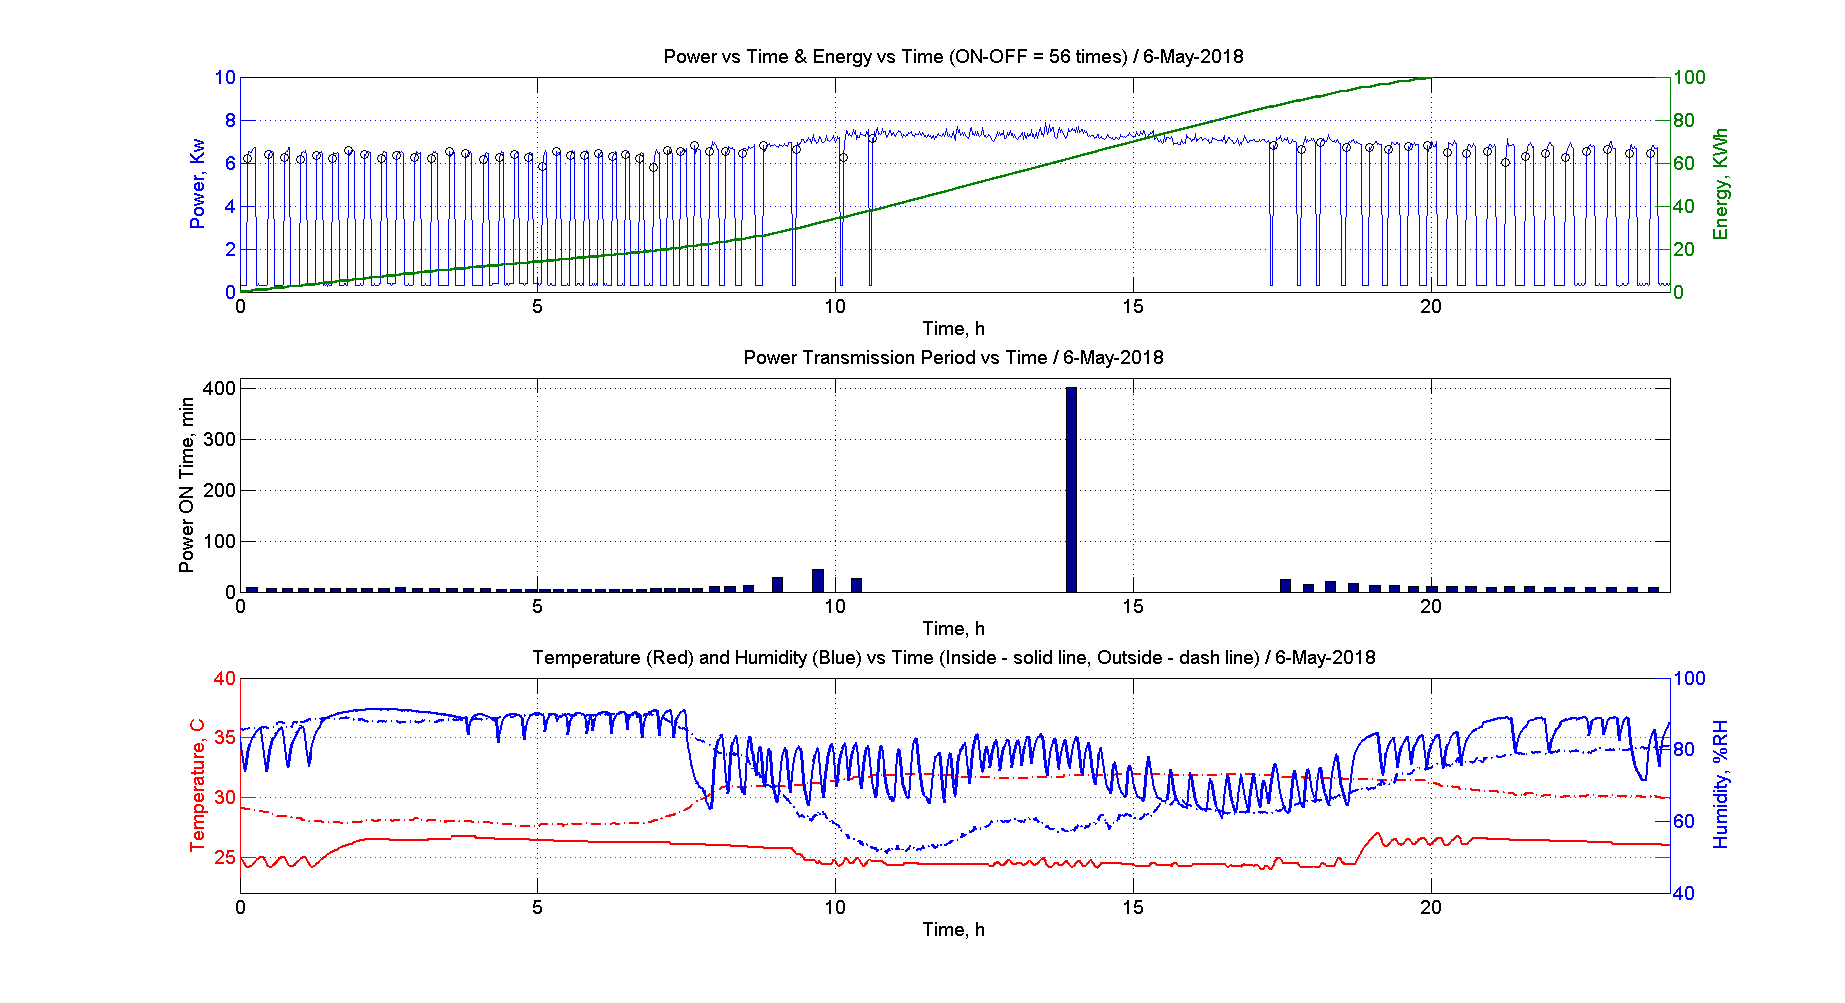 Power vs Time & Energy vs Time (ON-OFF = 56 times) / 6-May-2018
10
8
6
4
2
0
Power, Kw
100
80
60
40
20
0
Energy, KWh
0 5 10 15 20
Time, h
Power Transmission Period vs Time / 6-May-2018
400
300
200
100
0
Power ON Time, min
0 5 10 15 20
Time, h
Temperature (Red) and Humidity (Blue) vs Time (Inside - solid line, Outside - dash line) / 6-May-2018
40
35
30
25
Temperature, C
100
80
60
40
Humidity, %RH
0 5 10 15 20
Time, h